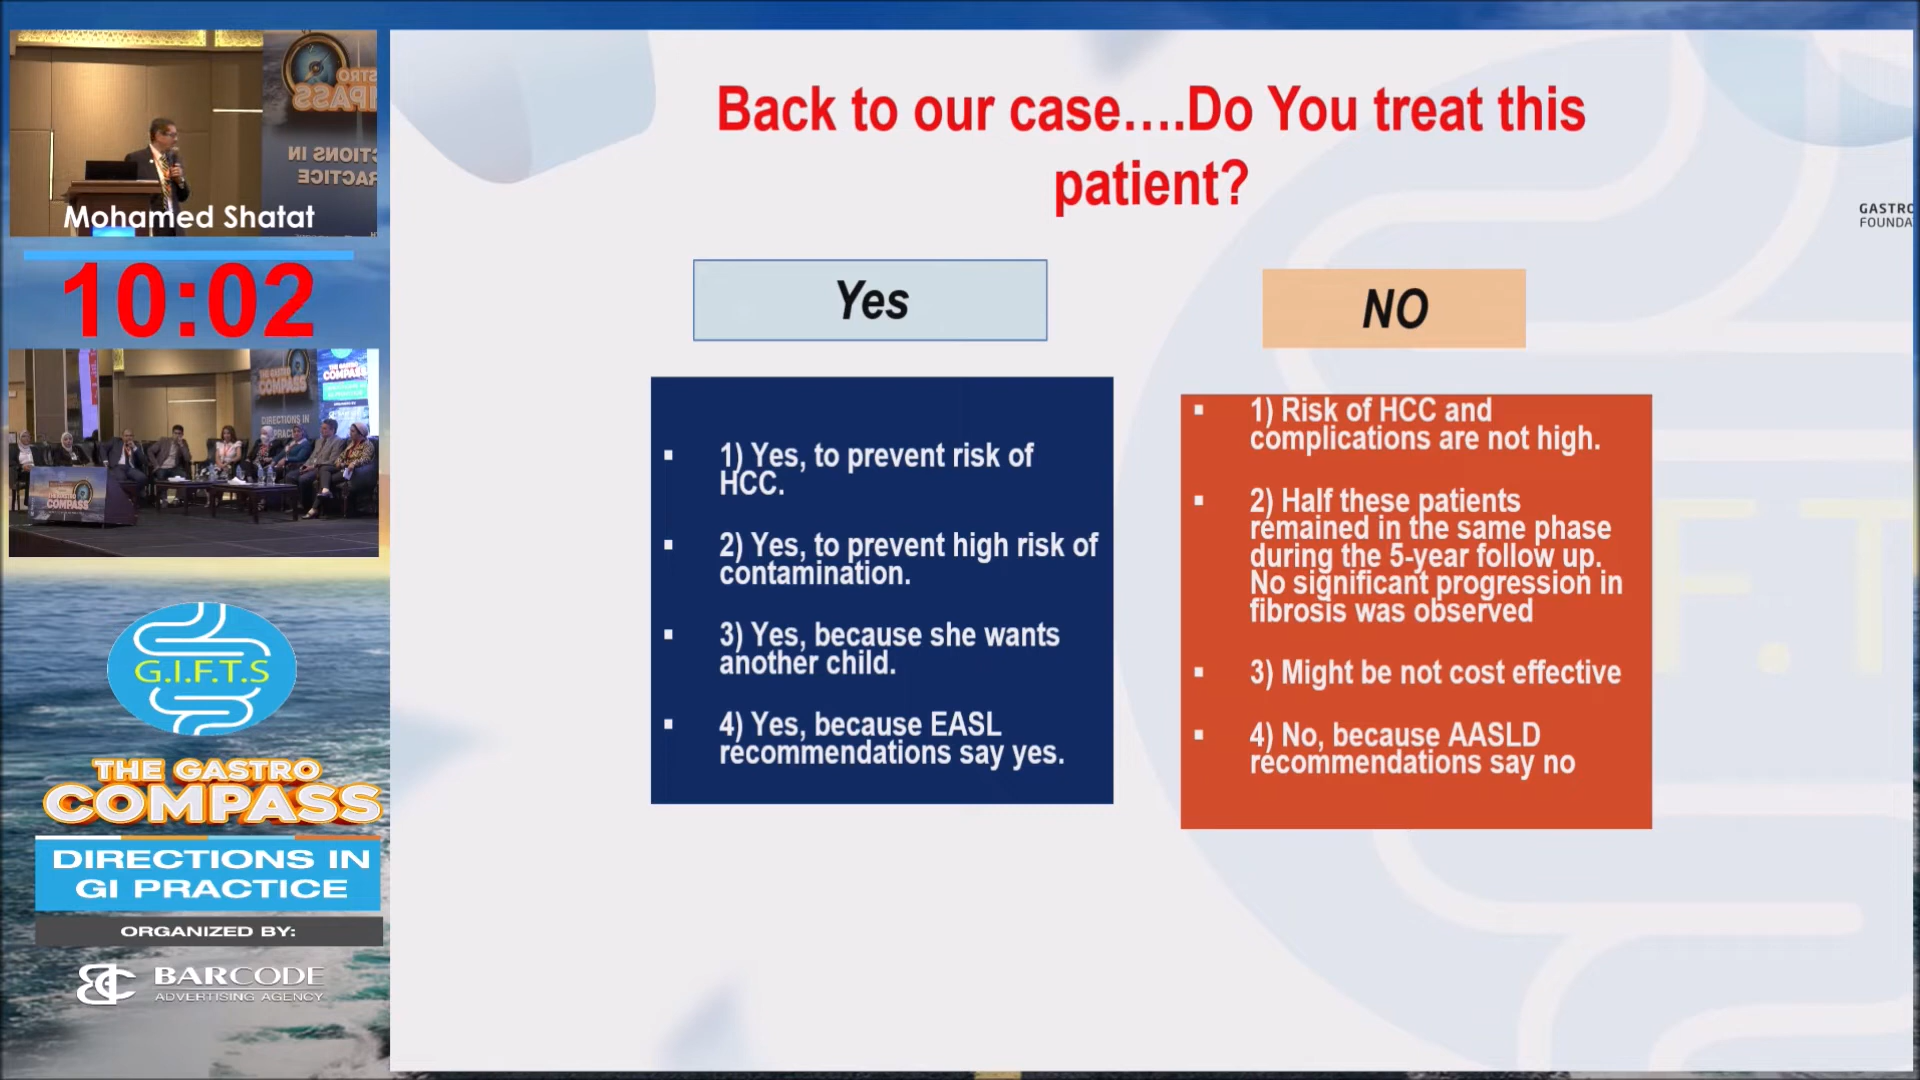 Mohamed Shatat
10:02
G.I.F.T.S
THE GASTRO
COMPASS
DIRECTIONS IN
GI PRACTICE
ORGANIZED BY:
BARCODE
ADVERTISING AGENCY
Back to our case....Do You treat this
patient?
Yes
▪ 1) Yes, to prevent risk of
HCC.
▪ 2) Yes, to prevent high risk of
contamination.
▪ 3) Yes, because she wants
another child.
▪ 4) Yes, because EASL
recommendations say yes.
NO
▪ 1) Risk of HCC and
complications are not high.
▪ 2) Half these patients
remained in the same phase
during the 5-year follow up.
No significant progression in
fibrosis was observed
▪ 3) Might be not cost effective
▪ 4) No, because AASLD
recommendations say no